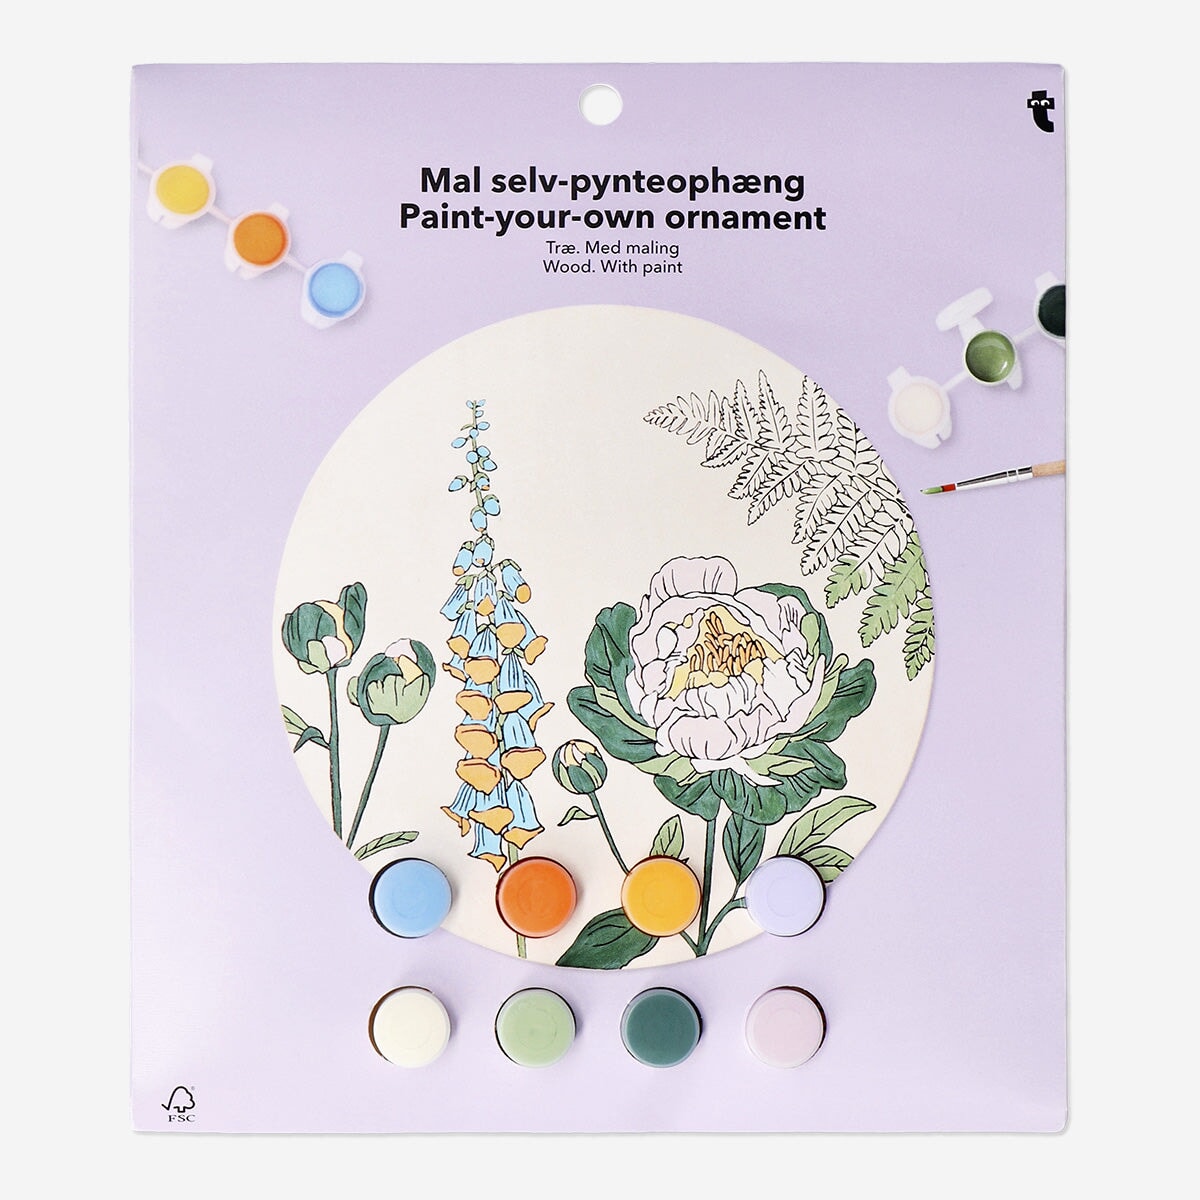 t
Mal selv-pynteophæng
Paint-your-own ornament
Træ. Med maling
Wood. With paint
FSC